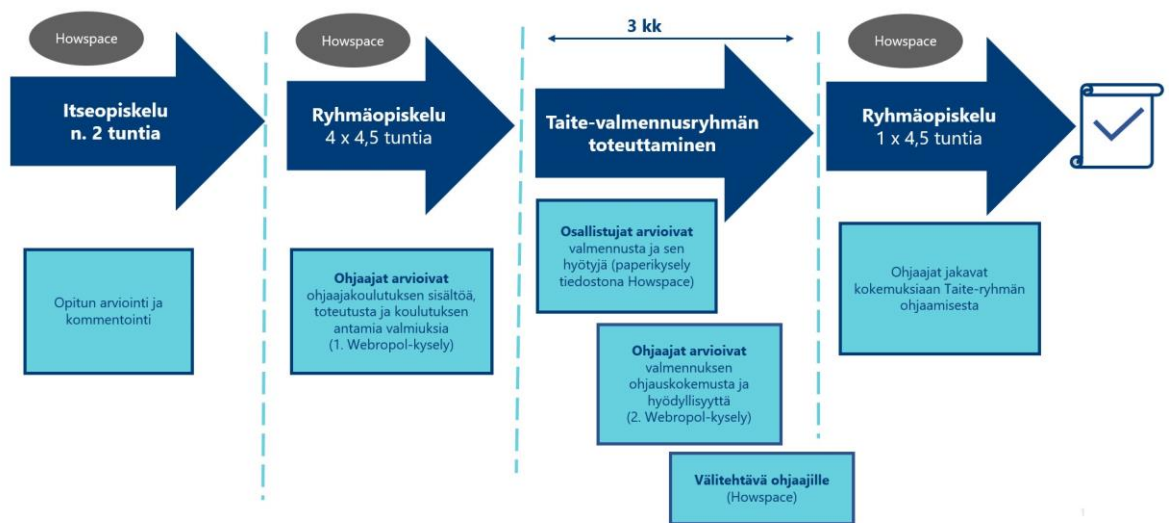 Howspace
Itseopiskelu
n. 2 tuntia
Opitun arviointi ja
kommentointi
Howspace
Ryhmäopiskelu
4 x 4,5 tuntia
Ohjaajat arvioivat
ohjaajakoulutuksen sisältöä,
toteutusta ja koulutuksen
antamia valmiuksia
(1. Webropol-kysely)
3 kk
Taite-valmennusryhmän
toteuttaminen
Osallistujat arvioivat
valmennusta ja sen
hyötyjä (paperikysely
tiedostona Howspace)
Ohjaajat arvioivat
valmennuksen
ohjauskokemusta ja
hyödyllisyyttä
(2. Webropol-kysely)
Välitehtävä ohjaajille
(Howspace)
Howspace
Ryhmäopiskelu
1 x 4,5 tuntia
Ohjaajat jakavat
kokemuksiaan Taite-ryhmän
ohjaamisesta
1